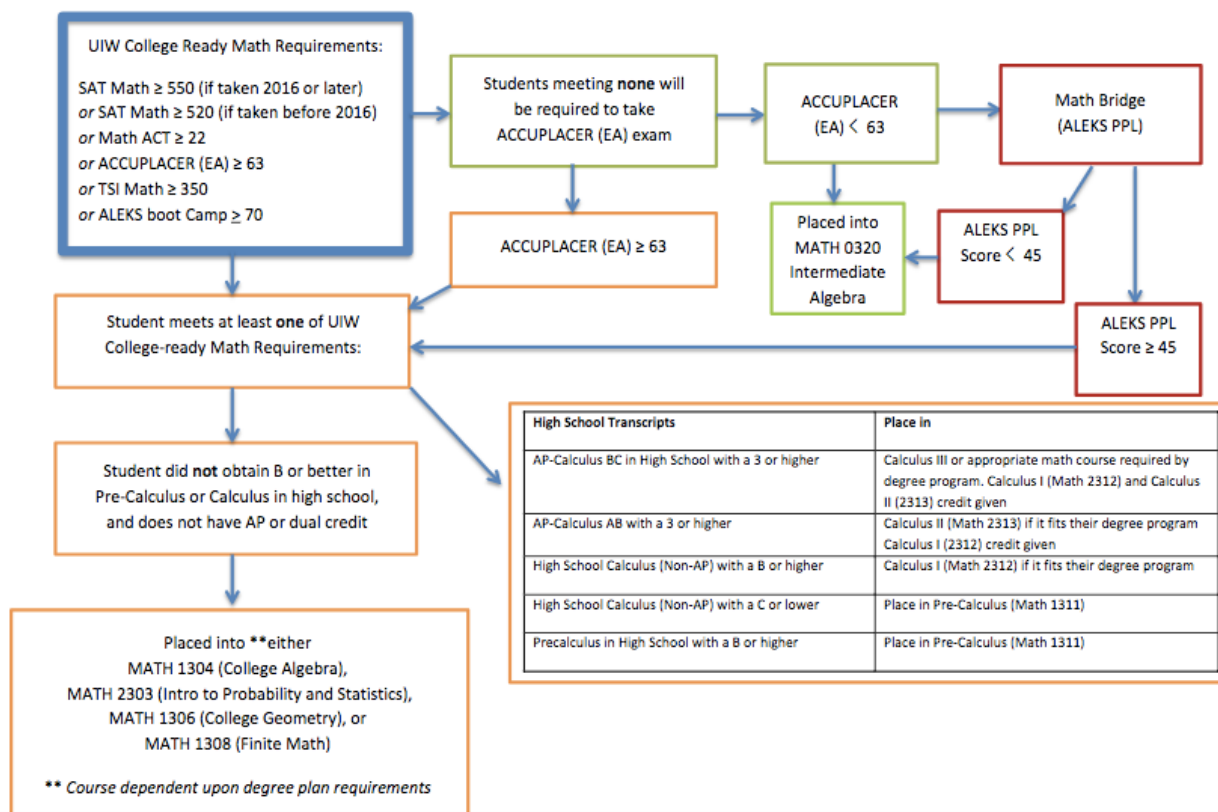 UIW College Ready Math Requirements:
SAT Math ≥ 550 (if taken 2016 or later)
or SAT Math ≥ 520 (if taken before 2016)
or Math ACT ≥ 22
or ACCUPLACER (EA) ≥ 63
or TSI Math ≥ 350
or ALEKS boot Camp ≥ 70
Students meeting none will
be required to take
ACCUPLACER (EA) exam
ACCUPLACER
(EA) < 63
Math Bridge
(ALEKS PPL)
ACCUPLACER (EA) ≥ 63
Placed into
MATH 0320
Intermediate
Algebra
ALEKS PPL
Score < 45
ALEKS PPL
Score ≥ 45
Student meets at least one of UIW
College-ready Math Requirements:
Student did not obtain B or better in
Pre-Calculus or Calculus in high school,
and does not have AP or dual credit
Placed into **either
MATH 1304 (College Algebra),
MATH 2303 (Intro to Probability and Statistics),
MATH 1306 (College Geometry), or
MATH 1308 (Finite Math)
** Course dependent upon degree plan requirements
High School Transcripts
Place in
AP-Calculus BC in High School with a 3 or higher
Calculus III or appropriate math course required by
degree program. Calculus I (Math 2312) and Calculus
II (2313) credit given
AP-Calculus AB with a 3 or higher
Calculus II (Math 2313) if it fits their degree program
Calculus I (2312) credit given
High School Calculus (Non-AP) with a B or higher
Calculus I (Math 2312) if it fits their degree program
High School Calculus (Non-AP) with a C or lower
Place in Pre-Calculus (Math 1311)
Precalculus in High School with a B or higher
Place in Pre-Calculus (Math 1311)